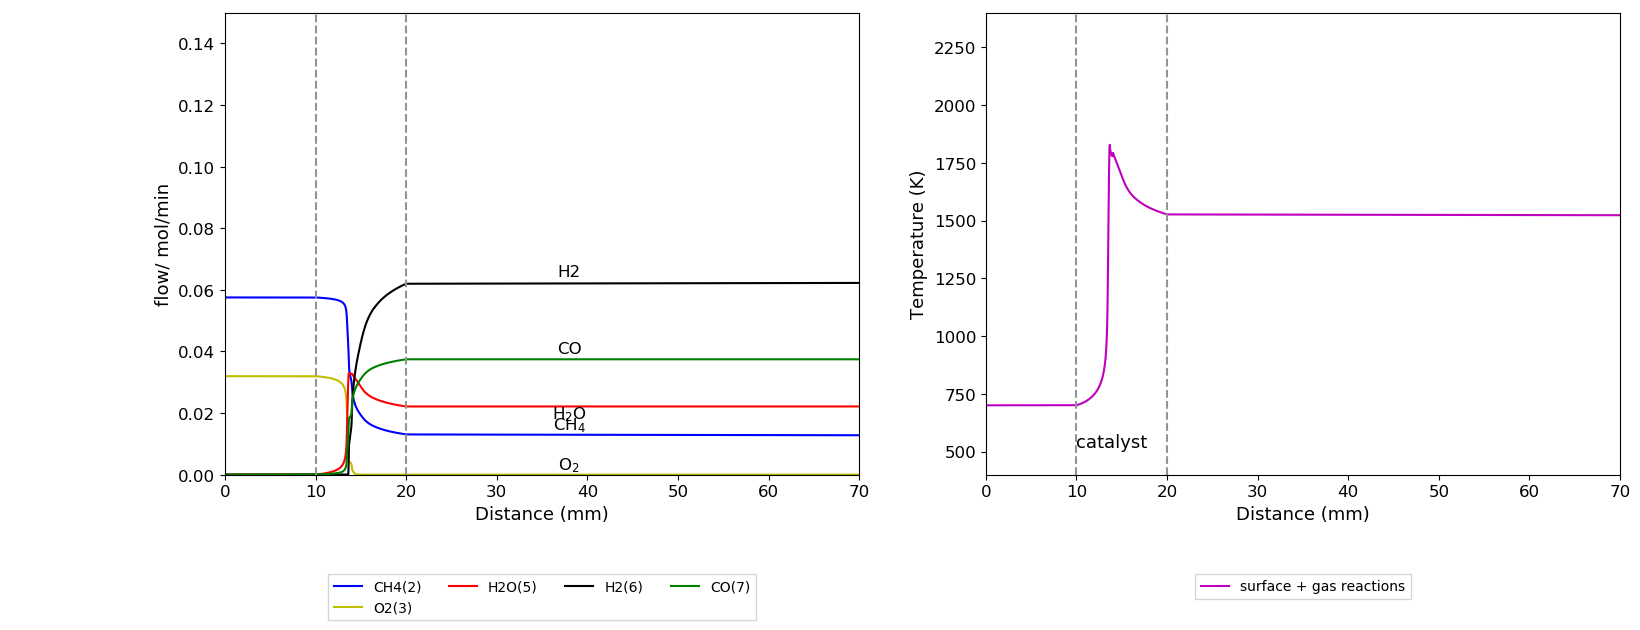 flow/ mol/min
0.14
0.12
0.10
0.08
0.06
0.04
0.02
0.00
H2
CO
H₂O
CH₄
O₂
0 10 20 30 40 50 60 70
Distance (mm)
CH4(2) H2O(5) H2(6) CO(7)
O2(3)
Temperature (K)
2250
2000
1750
1500
1250
1000
750
500
catalyst
0 10 20 30 40 50 60 70
Distance (mm)
surface + gas reactions